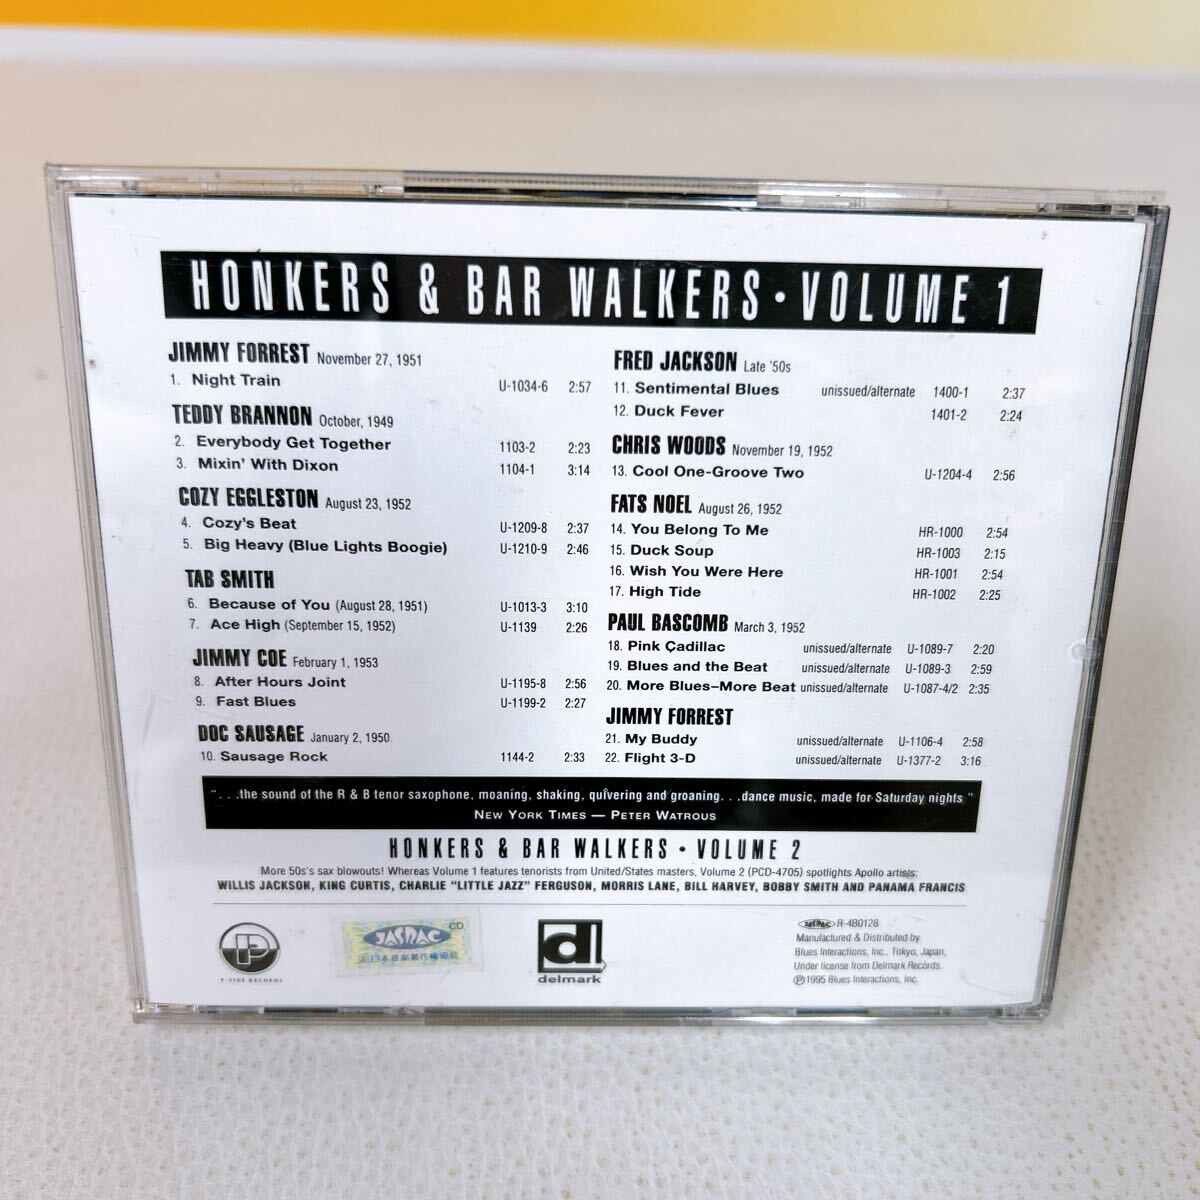 HONKERS & BAR WALKERS · VOLUME 1
JIMMY FORREST November 27, 1951
1. Night Train U-1034-6 2:57
TEDDY BRANNON October, 1949
2. Everybody Get Together 1103-2 2:23
3. Mixin' With Dixon 1104-1 3:14
COZY EGGLESTON August 23, 1952
4. Cozy's Beat U-1209-8 2:37
5. Big Heavy (Blue Lights Boogie) U-1210-9 2:46
TAB SMITH
6. Because of You (August 28, 1951) U-1013-3 3:10
7. Ace High (September 15, 1952) U-1139 2:26
JIMMY COE February 1, 1953
8. After Hours Joint U-1195-8 2:56
9. Fast Blues U-1199-2 2:27
DOC SAUSAGE January 2, 1950
10. Sausage Rock 1144-2 2:33
FRED JACKSON Late '50s
11. Sentimental Blues unissued/alternate 1400-1 2:37
12. Duck Fever 1401-2 2:24
CHRIS WOODS November 19, 1952
13. Cool One-Groove Two U-1204-4 2:56
FATS NOEL August 26, 1952
14. You Belong To Me HR-1000 2:54
15. Duck Soup HR-1003 2:15
16. Wish You Were Here HR-1001 2:54
17. High Tide HR-1002 2:25
PAUL BASCOMB March 3, 1952
18. Pink Cadillac unissued/alternate U-1089-7 2:20
19. Blues and the Beat unissued/alternate U-1089-3 2:59
20. More Blues–More Beat unissued/alternate U-1087-4/2 2:35
JIMMY FORREST
21. My Buddy unissued/alternate U-1106-4 2:58
22. Flight 3-D unissued/alternate U-1377-2 3:16
". . .the sound of the R & B tenor saxophone, moaning, shaking, quivering and groaning. . .dance music, made for Saturday nights."
NEW YORK TIMES — PETER WATROUS
HONKERS & BAR WALKERS · VOLUME 2
More 50s's sax blowouts! Whereas Volume 1 features tenorists from United/States masters, Volume 2 (PCD-4705) spotlights Apollo artists:
WILLIS JACKSON, KING CURTIS, CHARLIE "LITTLE JAZZ" FERGUSON, MORRIS LANE, BILL HARVEY, BOBBY SMITH AND PANAMA FRANCIS
P
P-VINE RECORDS
JASRAC CD
日本音楽著作権協会
d
delmark
JASRAC R-4B0128
Manufactured & Distributed by
Blues Interactions, Inc., Tokyo, Japan,
Under license from Delmark Records.
℗1995 Blues Interactions, Inc.